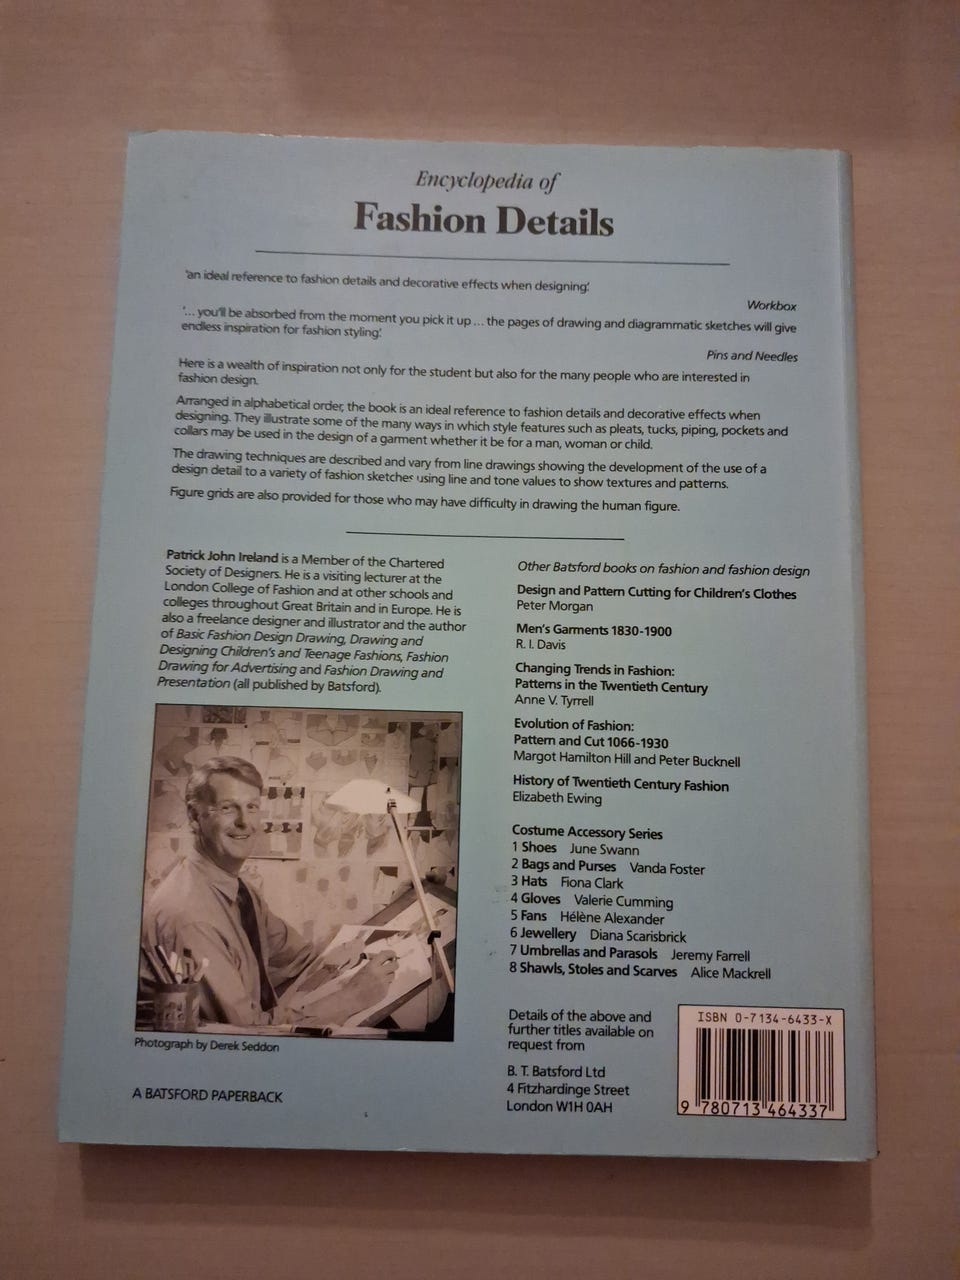 Encyclopedia of
Fashion Details
'an ideal reference to fashion details and decorative effects when designing'.
Workbox
'... you'll be absorbed from the moment you pick it up ... the pages of drawing and diagrammatic sketches will give
endless inspiration for fashion styling'.
Pins and Needles
Here is a wealth of inspiration not only for the student but also for the many people who are interested in
fashion design.
Arranged in alphabetical order, the book is an ideal reference to fashion details and decorative effects when
designing. They illustrate some of the many ways in which style features such as pleats, tucks, piping, pockets and
collars may be used in the design of a garment whether it be for a man, woman or child.
The drawing techniques are described and vary from line drawings showing the development of the use of a
design detail to a variety of fashion sketches using line and tone values to show textures and patterns.
Figure grids are also provided for those who may have difficulty in drawing the human figure.
Patrick John Ireland is a Member of the Chartered
Society of Designers. He is a visiting lecturer at the
London College of Fashion and at other schools and
colleges throughout Great Britain and in Europe. He is
also a freelance designer and illustrator and the author
of Basic Fashion Design Drawing, Drawing and
Designing Children's and Teenage Fashions, Fashion
Drawing for Advertising and Fashion Drawing and
Presentation (all published by Batsford).
Photograph by Derek Seddon
A BATSFORD PAPERBACK
Other Batsford books on fashion and fashion design
Design and Pattern Cutting for Children's Clothes
Peter Morgan
Men's Garments 1830-1900
R. I. Davis
Changing Trends in Fashion:
Patterns in the Twentieth Century
Anne V. Tyrrell
Evolution of Fashion:
Pattern and Cut 1066-1930
Margot Hamilton Hill and Peter Bucknell
History of Twentieth Century Fashion
Elizabeth Ewing
Costume Accessory Series
1 Shoes June Swann
2 Bags and Purses Vanda Foster
3 Hats Fiona Clark
4 Gloves Valerie Cumming
5 Fans Hélène Alexander
6 Jewellery Diana Scarisbrick
7 Umbrellas and Parasols Jeremy Farrell
8 Shawls, Stoles and Scarves Alice Mackrell
Details of the above and
further titles available on
request from
B. T. Batsford Ltd
4 Fitzhardinge Street
London W1H 0AH
ISBN 0-7134-6433-X
9 780713 464337